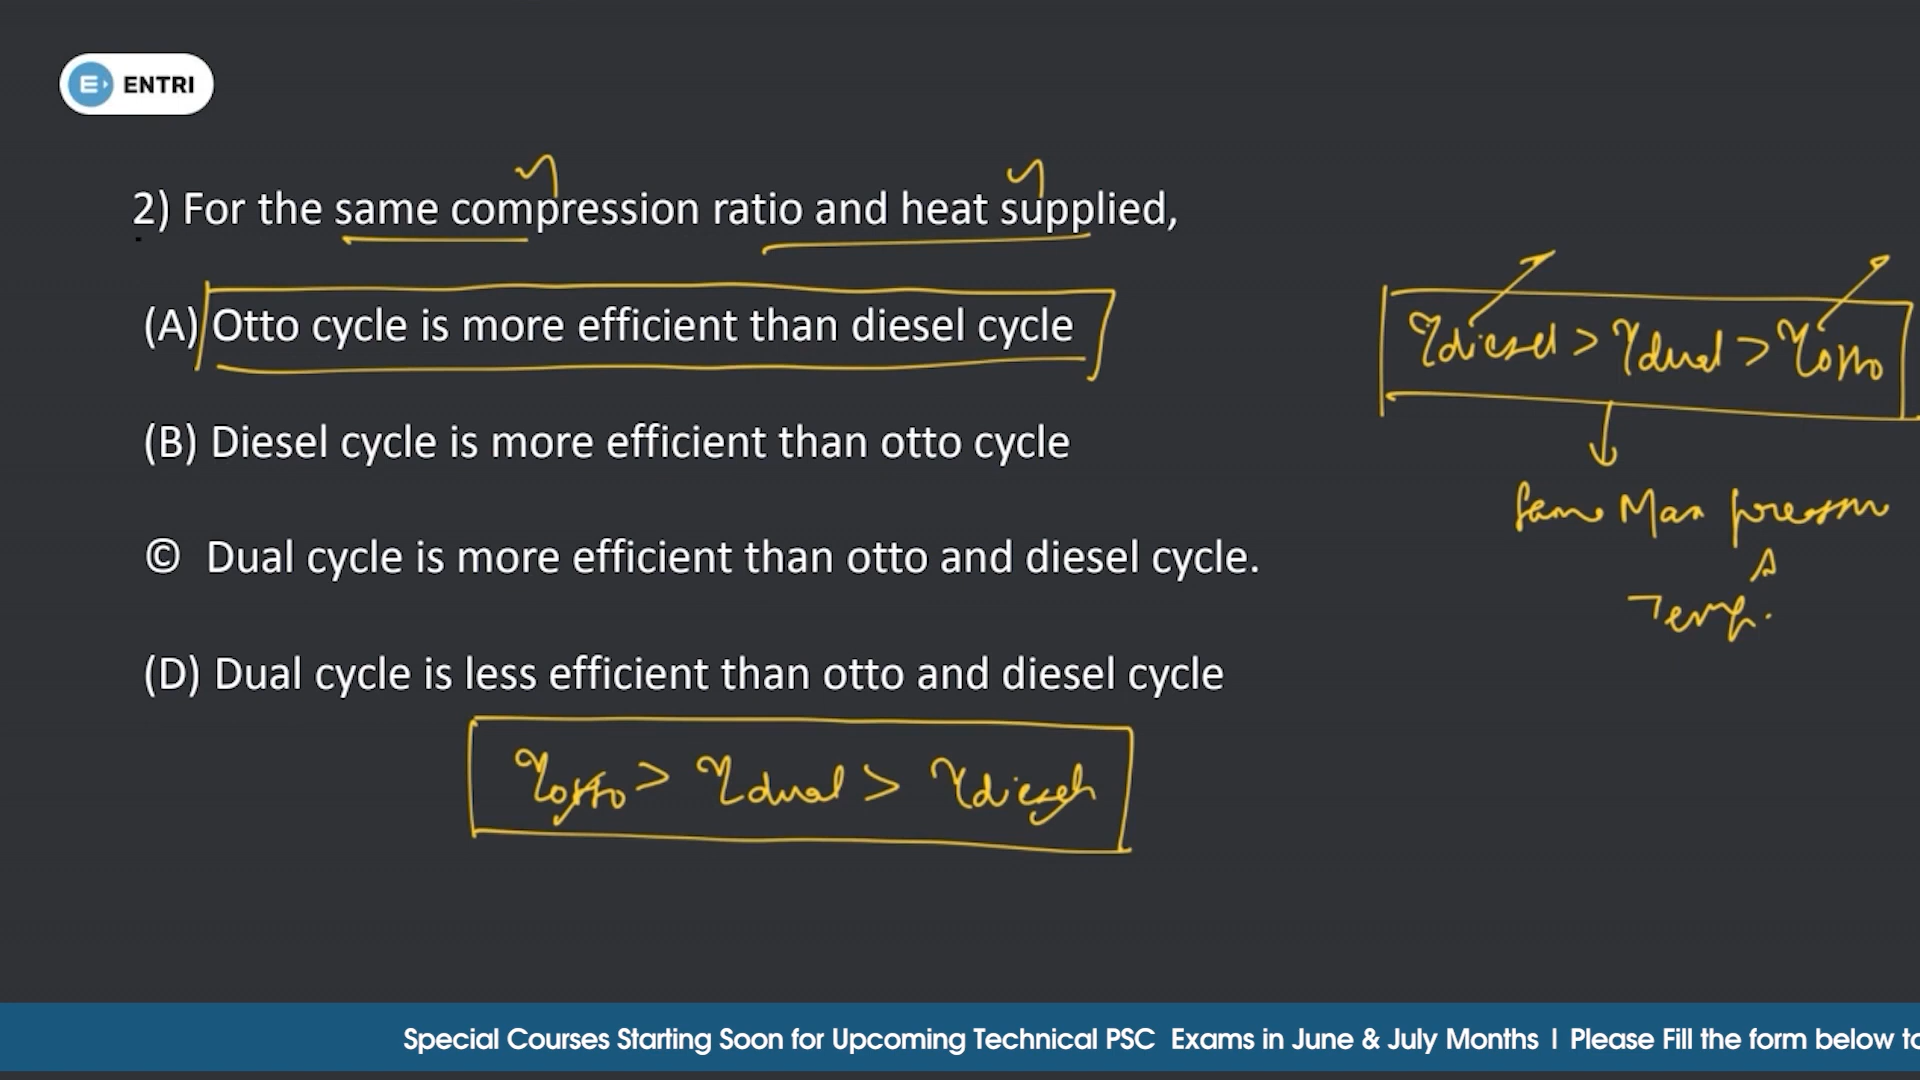 ENTRI
2) For the same compression ratio and heat supplied,
(A) Otto cycle is more efficient than diesel cycle
ηdiesel > ηdual > ηotto
(B) Diesel cycle is more efficient than otto cycle
Same Max pressure
© Dual cycle is more efficient than otto and diesel cycle.
Temp.
(D) Dual cycle is less efficient than otto and diesel cycle
ηotto > ηdual > ηdiesel
Special Courses Starting Soon for Upcoming Technical PSC Exams in June & July Months | Please Fill the form below to